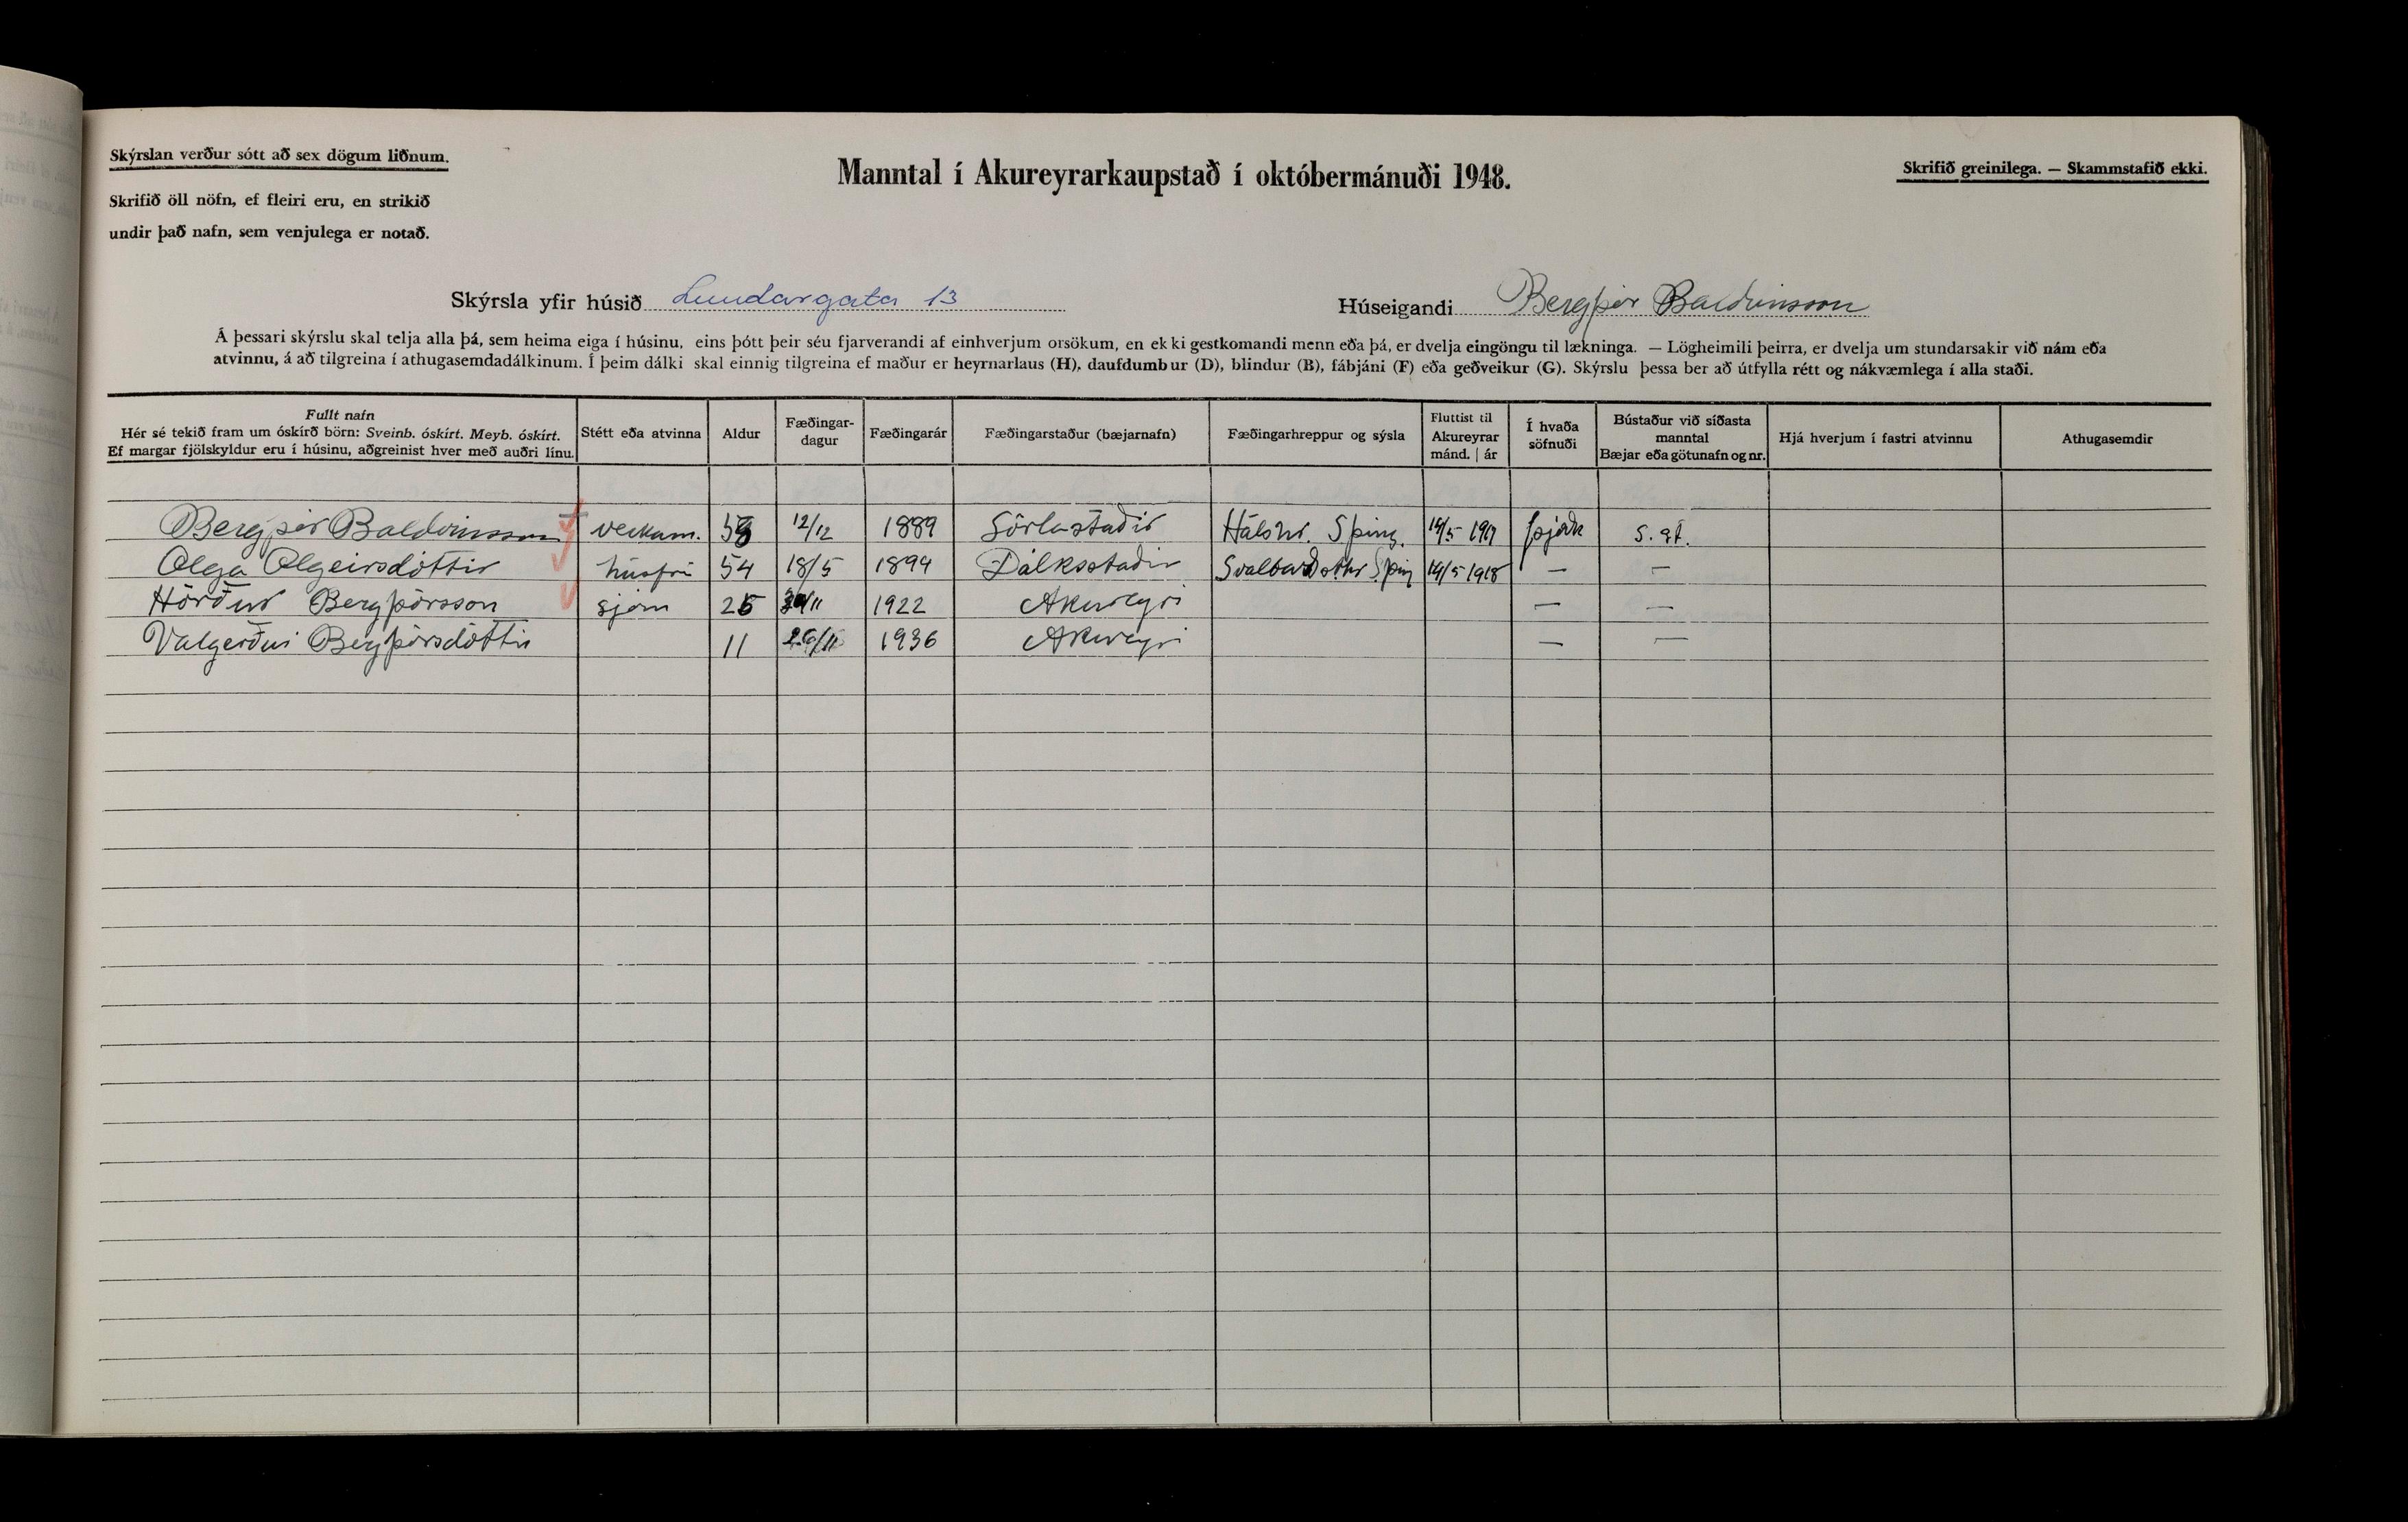 Skýrslan verður sótt að sex dögum liðnum.
Skrifið öll nöfn, ef fleiri eru, en strikið
undir það nafn, sem venjulega er notað.
Manntal í Akureyrarkaupstað í októbermánuði 1948.
Skrifið greinilega. — Skammstafið ekki.
Skýrsla yfir húsið Lundargata 13
Húseigandi Bergþór Baldvinsson
Á þessari skýrslu skal telja alla þá, sem heima eiga í húsinu, eins þótt þeir séu fjarverandi af einhverjum orsökum, en ekki gestkomandi menn eða þá, er dvelja eingöngu til lækninga. — Lögheimili þeirra, er dvelja um stundarsakir við nám eða
atvinnu, á að tilgreina í athugasemdadálkinum. Í þeim dálki skal einnig tilgreina ef maður er heyrnarlaus (H), daufdumbur (D), blindur (B), fábjáni (F) eða geðveikur (G). Skýrslu þessa ber að útfylla rétt og nákvæmlega í alla staði.
Fullt nafn
Hér sé tekið fram um óskírð börn: Sveinb. óskírt. Meyb. óskírt.
Ef margar fjölskyldur eru í húsinu, aðgreinist hver með auðri línu.
Stétt eða atvinna
Aldur
Fæðingar-
dagur
Fæðingarár
Fæðingarstaður (bæjarnafn)
Fæðingarhreppur og sýsla
Fluttist til
Akureyrar
mánd. | ár
Í hvaða
söfnuði
Bústaður við síðasta
manntal
Bæjar eða götunafn og nr.
Hjá hverjum í fastri atvinnu
Athugasemdir
Bergþór Baldvinsson verkam. 58 12/12 1889 Sörlastaðir Hálshr. S þing. 14/5 1917 þjóðk s. st.
Olga Olgeirsdóttir húsfrú 54 18/5 1894 Dálksstaðir Svalbarðsthr S.þing 14/5 1918 — —
Hörður Bergþórsson sjóm 25 /11 1922 Akureyri — —
Valgerður Bergþórsdóttir 11 26/11 1936 Akureyri — —